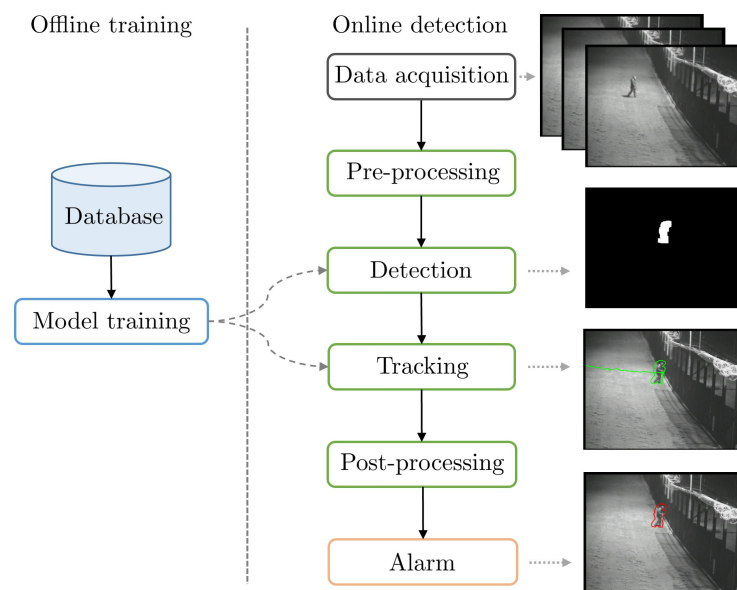 Offline training
Online detection
Data acquisition
Pre-processing
Database
Detection
Model training
Tracking
Post-processing
Alarm